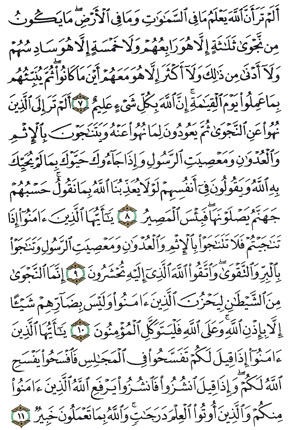 أَلَمْ تَرَ أَنَّ ٱللَّهَ يَعْلَمُ مَا فِى ٱلسَّمَٰوَٰتِ وَمَا فِى ٱلْأَرْضِ ۖ مَا يَكُونُ
مِن نَّجْوَىٰ ثَلَٰثَةٍ إِلَّا هُوَ رَابِعُهُمْ وَلَا خَمْسَةٍ إِلَّا هُوَ سَادِسُهُمْ
وَلَآ أَدْنَىٰ مِن ذَٰلِكَ وَلَآ أَكْثَرَ إِلَّا هُوَ مَعَهُمْ أَيْنَ مَا كَانُوا۟ ۖ ثُمَّ يُنَبِّئُهُم
بِمَا عَمِلُوا۟ يَوْمَ ٱلْقِيَٰمَةِ ۚ إِنَّ ٱللَّهَ بِكُلِّ شَىْءٍ عَلِيمٌ ٧ أَلَمْ تَرَ إِلَى ٱلَّذِينَ
نُهُوا۟ عَنِ ٱلنَّجْوَىٰ ثُمَّ يَعُودُونَ لِمَا نُهُوا۟ عَنْهُ وَيَتَنَٰجَوْنَ بِٱلْإِثْمِ
وَٱلْعُدْوَٰنِ وَمَعْصِيَتِ ٱلرَّسُولِ وَإِذَا جَآءُوكَ حَيَّوْكَ بِمَا لَمْ يُحَيِّكَ
بِهِ ٱللَّهُ وَيَقُولُونَ فِىٓ أَنفُسِهِمْ لَوْلَا يُعَذِّبُنَا ٱللَّهُ بِمَا نَقُولُ ۚ حَسْبُهُمْ
جَهَنَّمُ يَصْلَوْنَهَا ۖ فَبِئْسَ ٱلْمَصِيرُ ٨ يَٰٓأَيُّهَا ٱلَّذِينَ ءَامَنُوٓا۟ إِذَا
تَنَٰجَيْتُمْ فَلَا تَتَنَٰجَوْا۟ بِٱلْإِثْمِ وَٱلْعُدْوَٰنِ وَمَعْصِيَتِ ٱلرَّسُولِ وَتَنَٰجَوْا۟
بِٱلْبِرِّ وَٱلتَّقْوَىٰ ۖ وَٱتَّقُوا۟ ٱللَّهَ ٱلَّذِىٓ إِلَيْهِ تُحْشَرُونَ ٩ إِنَّمَا ٱلنَّجْوَىٰ
مِنَ ٱلشَّيْطَٰنِ لِيَحْزُنَ ٱلَّذِينَ ءَامَنُوا۟ وَلَيْسَ بِضَآرِّهِمْ شَيْـًٔا
إِلَّا بِإِذْنِ ٱللَّهِ ۚ وَعَلَى ٱللَّهِ فَلْيَتَوَكَّلِ ٱلْمُؤْمِنُونَ ١٠ يَٰٓأَيُّهَا ٱلَّذِينَ
ءَامَنُوٓا۟ إِذَا قِيلَ لَكُمْ تَفَسَّحُوا۟ فِى ٱلْمَجَٰلِسِ فَٱفْسَحُوا۟ يَفْسَحِ
ٱللَّهُ لَكُمْ ۖ وَإِذَا قِيلَ ٱنشُزُوا۟ فَٱنشُزُوا۟ يَرْفَعِ ٱللَّهُ ٱلَّذِينَ ءَامَنُوا۟
مِنكُمْ وَٱلَّذِينَ أُوتُوا۟ ٱلْعِلْمَ دَرَجَٰتٍ ۚ وَٱللَّهُ بِمَا تَعْمَلُونَ خَبِيرٌ ١١